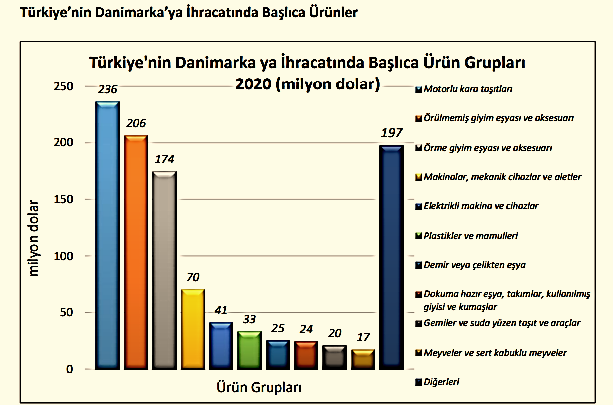 Türkiye'nin Danimarka'ya İhracatında Başlıca Ürünler
Türkiye'nin Danimarka ya İhracatında Başlıca Ürün Grupları
2020 (milyon dolar)
250
200
150
100
50
0
milyon dolar
236
206
174
70
41
33
25
24
20
17
197
Ürün Grupları
Motorlu kara taşıtları
Örülmemiş giyim eşyası ve aksesuarı
Örme giyim eşyası ve aksesuarı
Makinalar, mekanik cihazlar ve aletler
Elektrikli makina ve cihazlar
Plastikler ve mamulleri
Demir veya çelikten eşya
Dokuma hazır eşya, takımlar, kullanılmış
giyisi ve kumaşlar
Gemiler ve suda yüzen taşıt ve araçlar
Meyveler ve sert kabuklu meyveler
Diğerleri